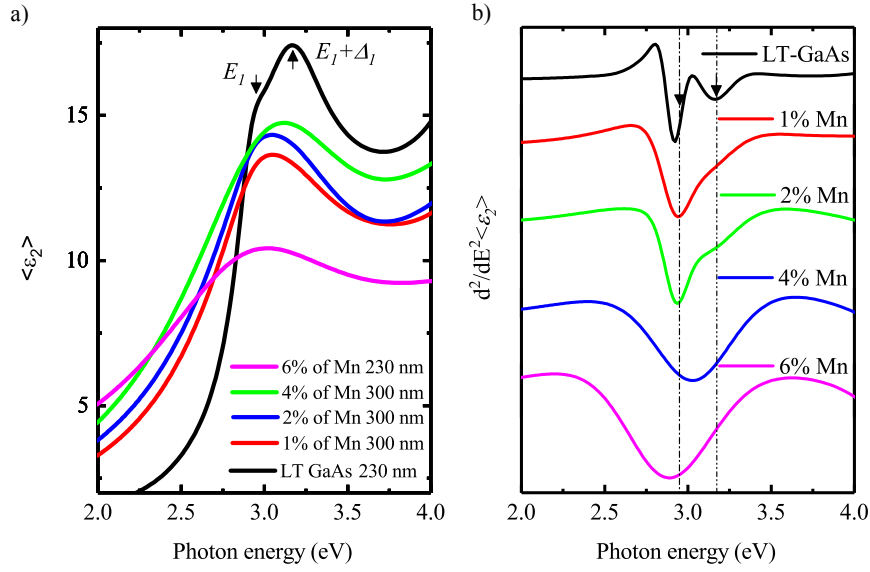 a)
E₁
E₁+Δ₁
15
10
5
<ε₂>
6% of Mn 230 nm
4% of Mn 300 nm
2% of Mn 300 nm
1% of Mn 300 nm
LT GaAs 230 nm
2.0 2.5 3.0 3.5 4.0
Photon energy (eV)
b)
LT-GaAs
1% Mn
2% Mn
4% Mn
6% Mn
d²/dE²<ε₂>
2.0 2.5 3.0 3.5 4.0
Photon energy (eV)